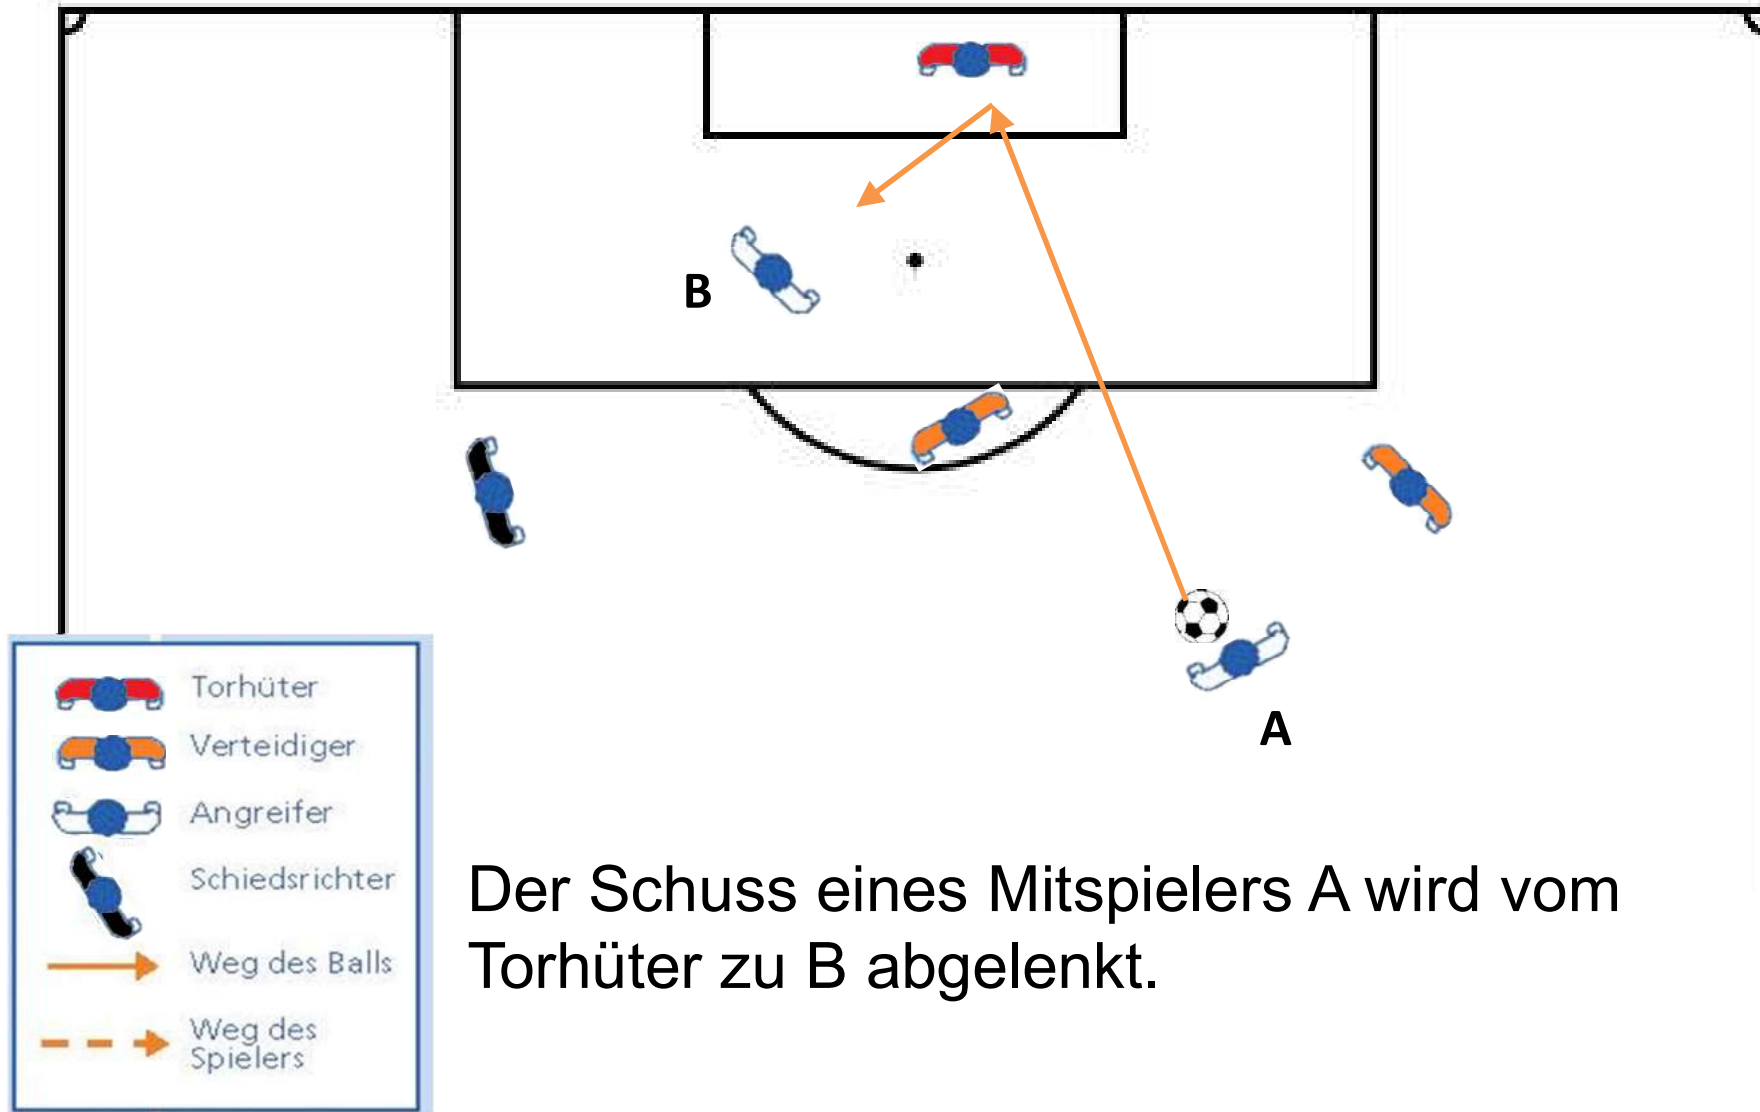 B
A
Torhüter
Verteidiger
Angreifer
Schiedsrichter
Weg des Balls
Weg des
Spielers
Der Schuss eines Mitspielers A wird vom
Torhüter zu B abgelenkt.